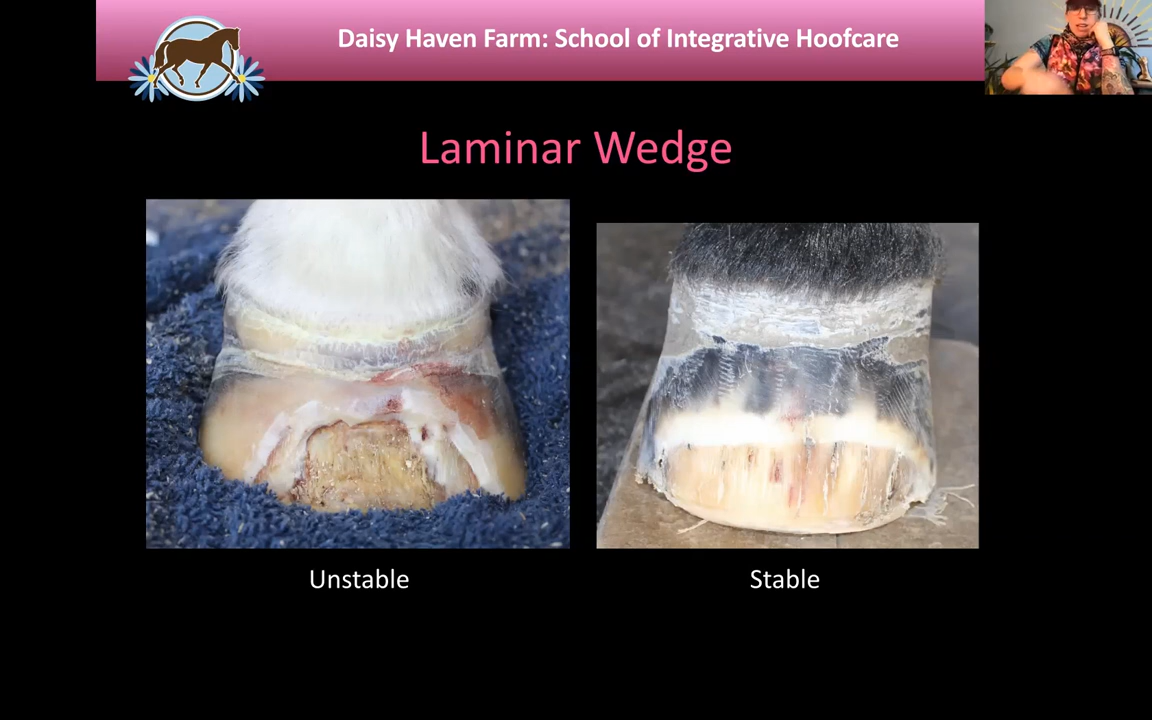 Daisy Haven Farm: School of Integrative Hoofcare
Laminar Wedge
Unstable
Stable